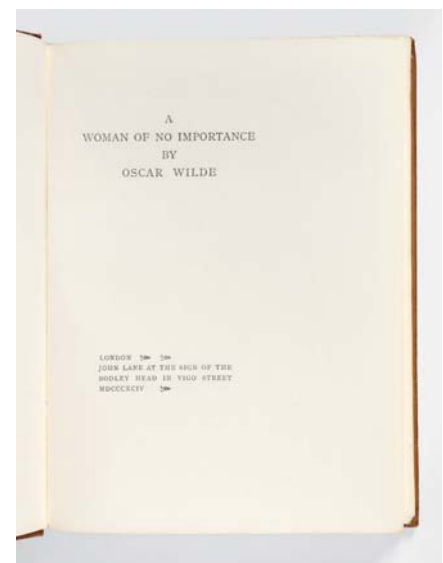 A
WOMAN OF NO IMPORTANCE
BY
OSCAR WILDE
LONDON
JOHN LANE AT THE SIGN OF THE
BODLEY HEAD IN VIGO STREET
MDCCCXCIV